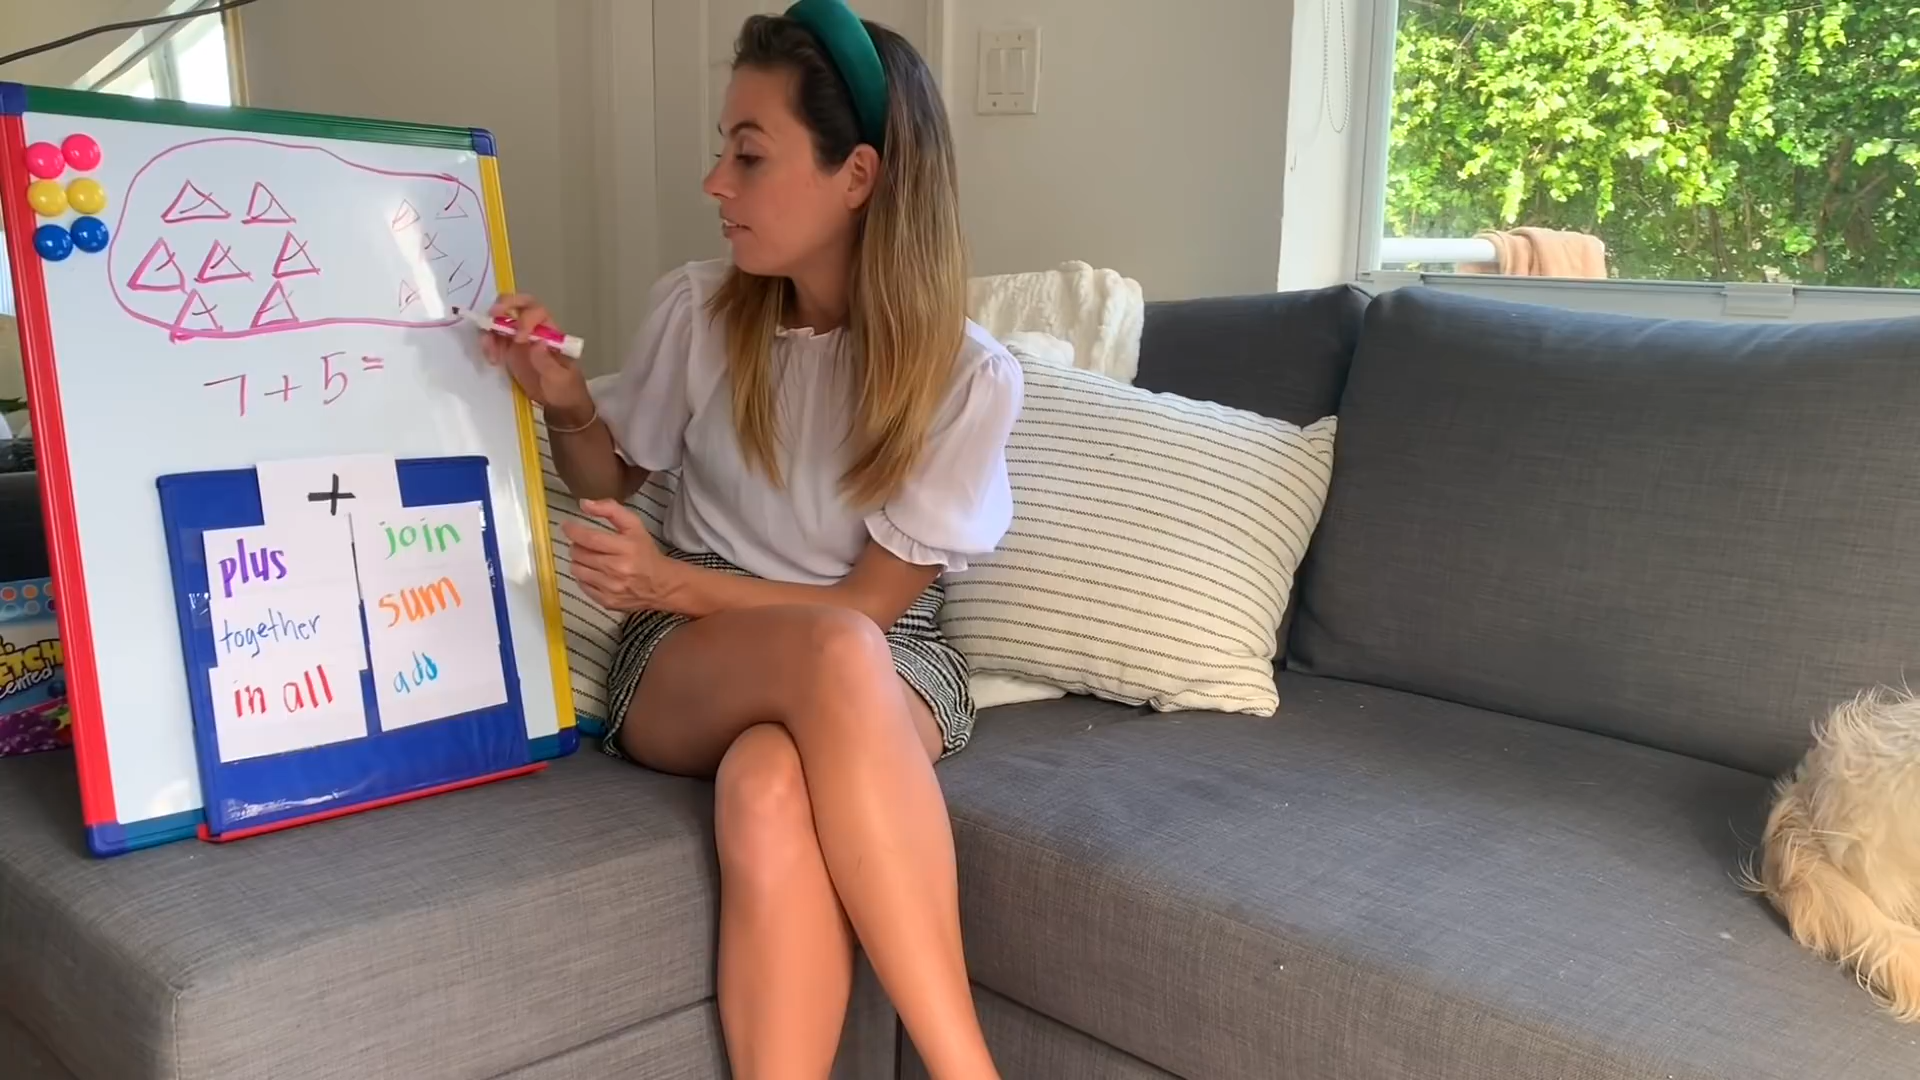 7 + 5 =
+
plus
together
in all
join
sum
add